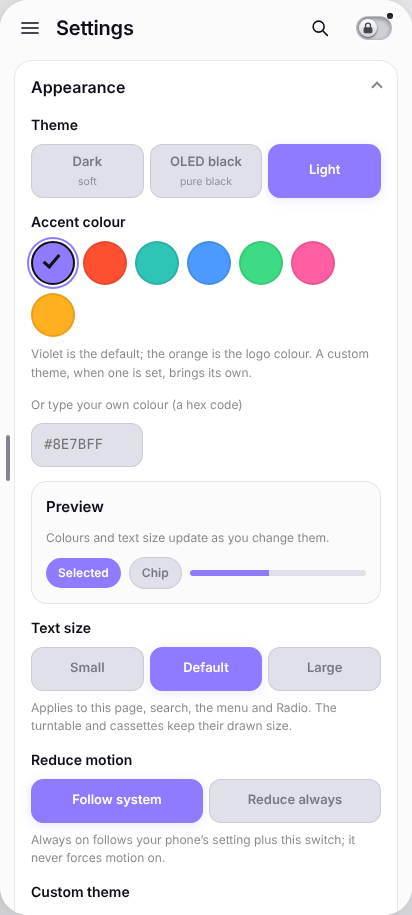 Settings
Appearance
Theme
Dark
soft
OLED black
pure black
Light
Accent colour
Violet is the default; the orange is the logo colour. A custom
theme, when one is set, brings its own.
Or type your own colour (a hex code)
#8E7BFF
Preview
Colours and text size update as you change them.
Selected
Chip
Text size
Small
Default
Large
Applies to this page, search, the menu and Radio. The
turntable and cassettes keep their drawn size.
Reduce motion
Follow system
Reduce always
Always on follows your phone’s setting plus this switch; it
never forces motion on.
Custom theme